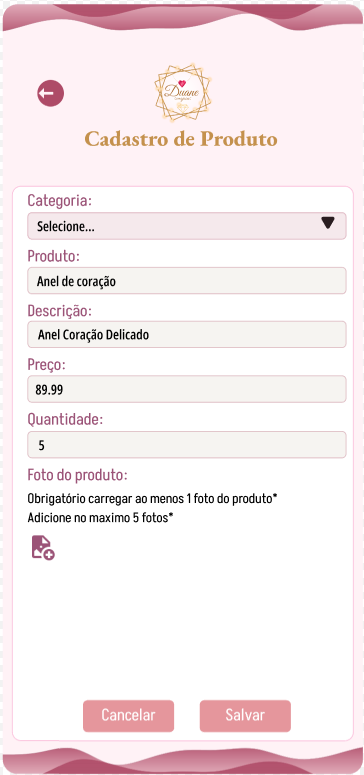 Duane
Cadastro de Produto
Categoria:
Selecione...
Produto:
Anel de coração
Descrição:
Anel Coração Delicado
Preço:
89.99
Quantidade:
5
Foto do produto:
Obrigatório carregar ao menos 1 foto do produto*
Adicione no maximo 5 fotos*
Cancelar
Salvar